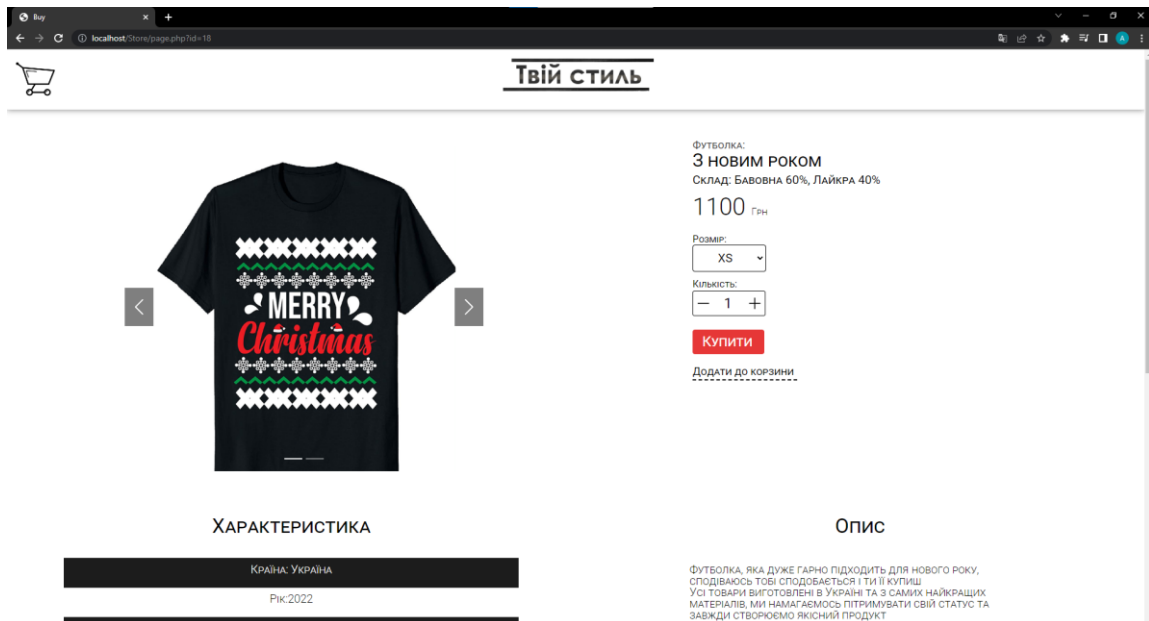 Buy
localhost/Store/page.php?id=18
A
Твій стиль
Футболка:
З новим роком
Склад: Бавовна 60%, Лайкра 40%
1100 Грн
Розмір:
XS
Кількість:
— 1 +
Купити
Додати до корзини
MERRY
Christmas
Характеристика
Опис
Країна: Україна
Рік:2022
Футболка, яка дуже гарно підходить для нового року,
сподіваюсь тобі сподобається і ти її купиш
Усі товари виготовлені в Україні та з самих найкращих
матеріалів, ми намагаємось пітримувати свій статус та
завжди створюємо якісний продукт